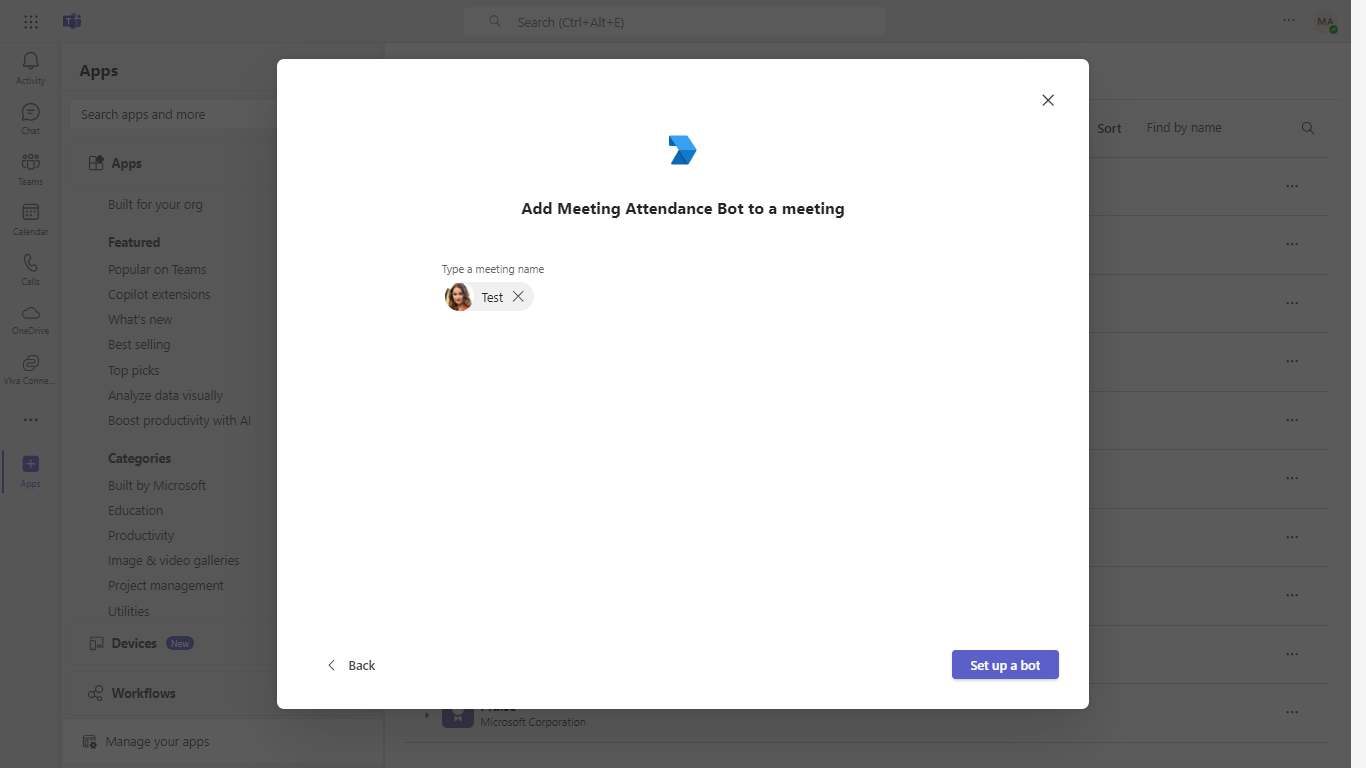 Search (Ctrl+Alt+E)
MA
Activity
Chat
Teams
Calendar
Calls
OneDrive
Viva Conne...
Apps
Apps
Search apps and more
Apps
Built for your org
Featured
Popular on Teams
Copilot extensions
What's new
Best selling
Top picks
Analyze data visually
Boost productivity with AI
Categories
Built by Microsoft
Education
Productivity
Image & video galleries
Project management
Utilities
Devices New
Workflows
Manage your apps
Sort
Find by name
Add Meeting Attendance Bot to a meeting
Type a meeting name
Test
Back
Set up a bot
Microsoft Corporation